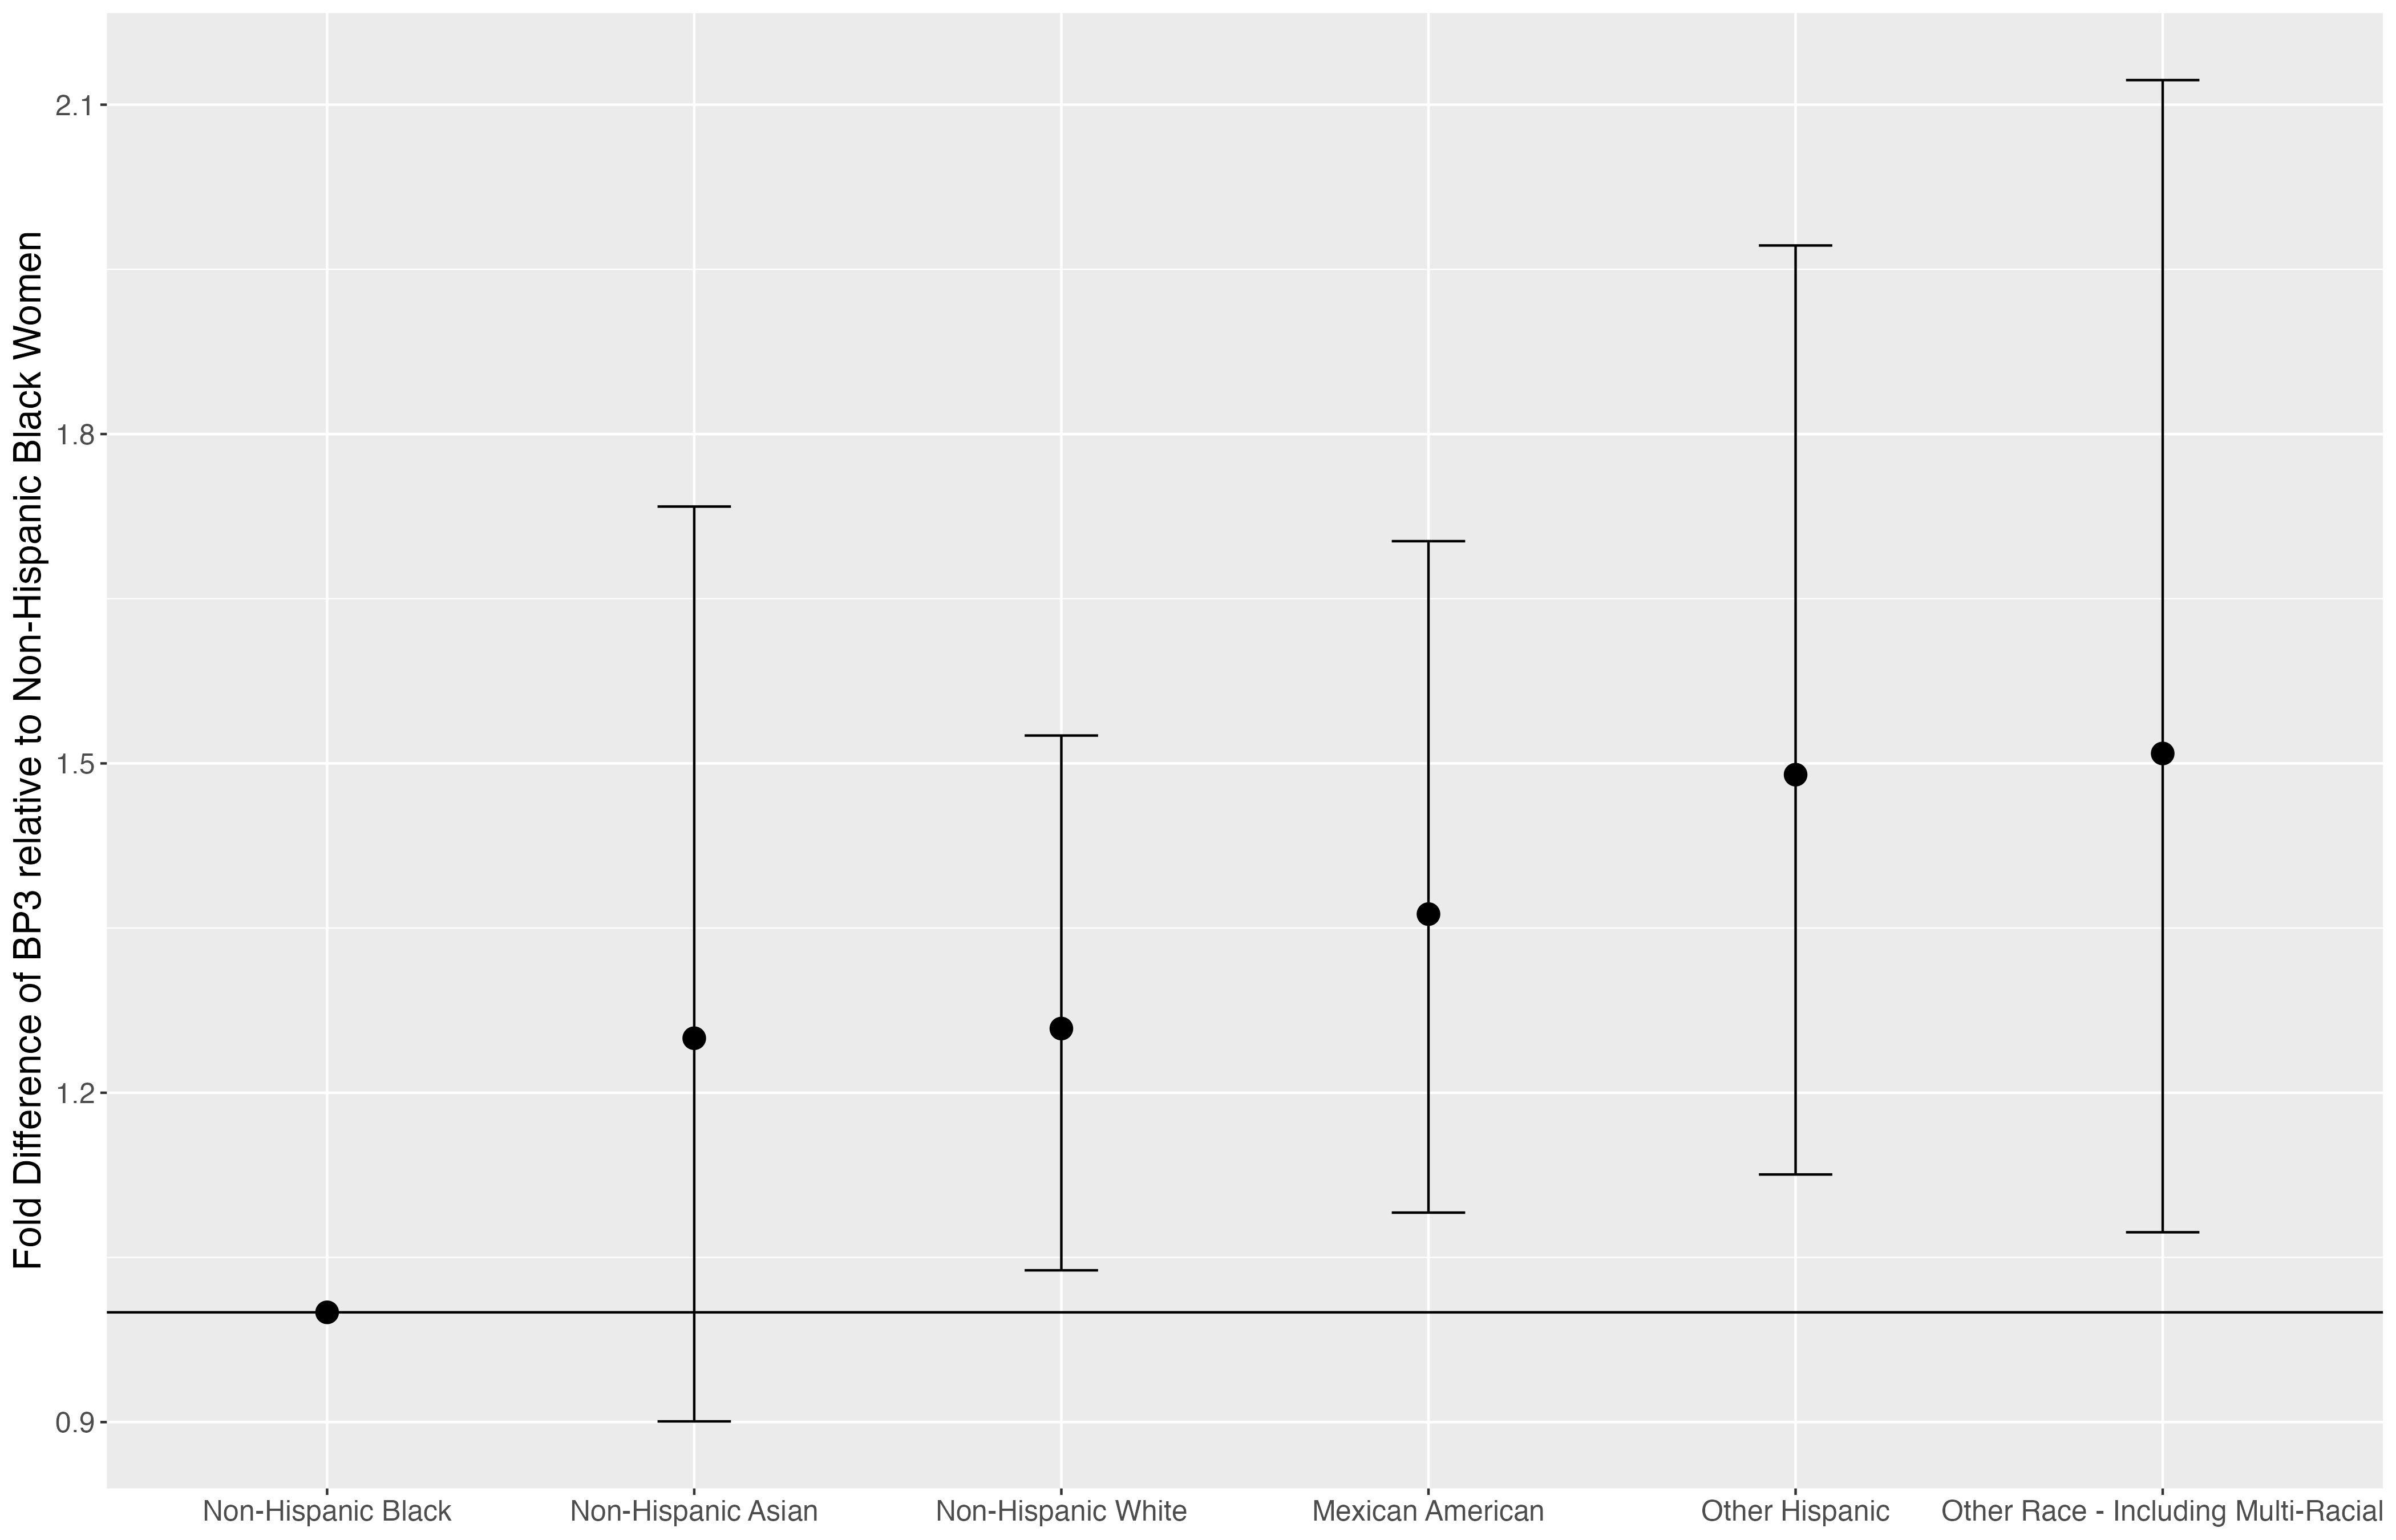 Fold Difference of BP3 relative to Non-Hispanic Black Women
2.1
1.8
1.5
1.2
0.9
Non-Hispanic Black
Non-Hispanic Asian
Non-Hispanic White
Mexican American
Other Hispanic
Other Race - Including Multi-Racial